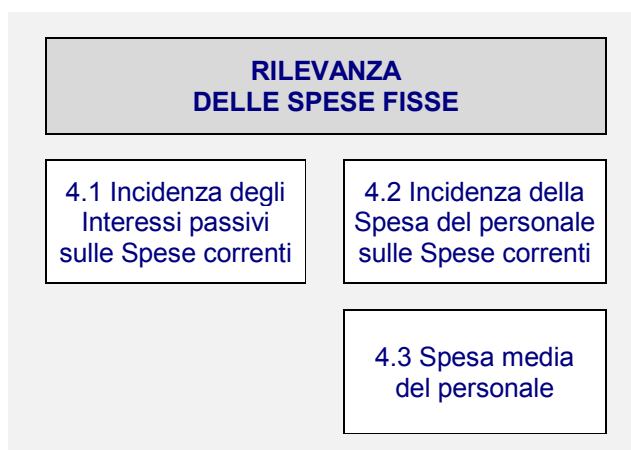 RILEVANZA
DELLE SPESE FISSE
4.1 Incidenza degli
Interessi passivi
sulle Spese correnti
4.2 Incidenza della
Spesa del personale
sulle Spese correnti
4.3 Spesa media
del personale